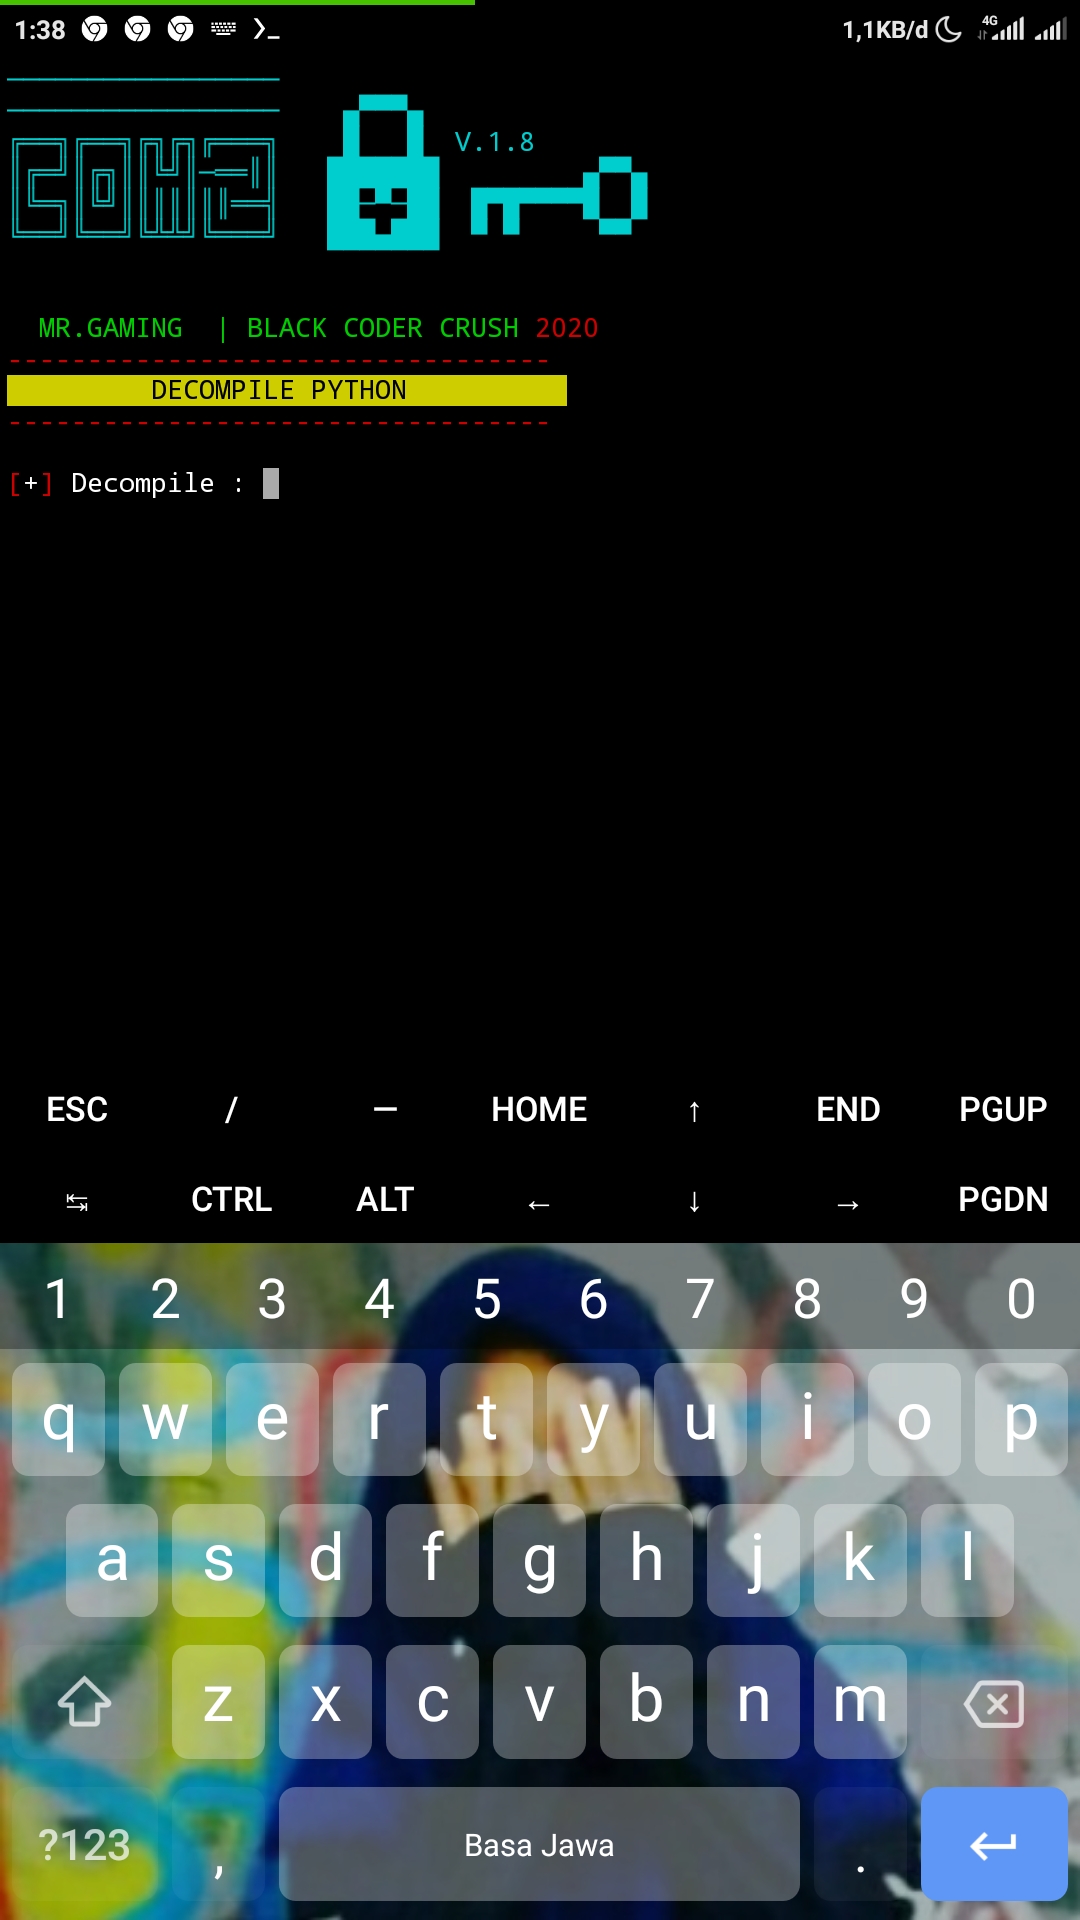 1:38 1,1KB/d 4G
COM2
V.1.8
MR.GAMING | BLACK CODER CRUSH 2020
----------------------------------
DECOMPILE PYTHON
----------------------------------
[+] Decompile :
ESC / — HOME ↑ END PGUP
↹ CTRL ALT ← ↓ → PGDN
1 2 3 4 5 6 7 8 9 0
q w e r t y u i o p
a s d f g h j k l
z x c v b n m
?123 , Basa Jawa .